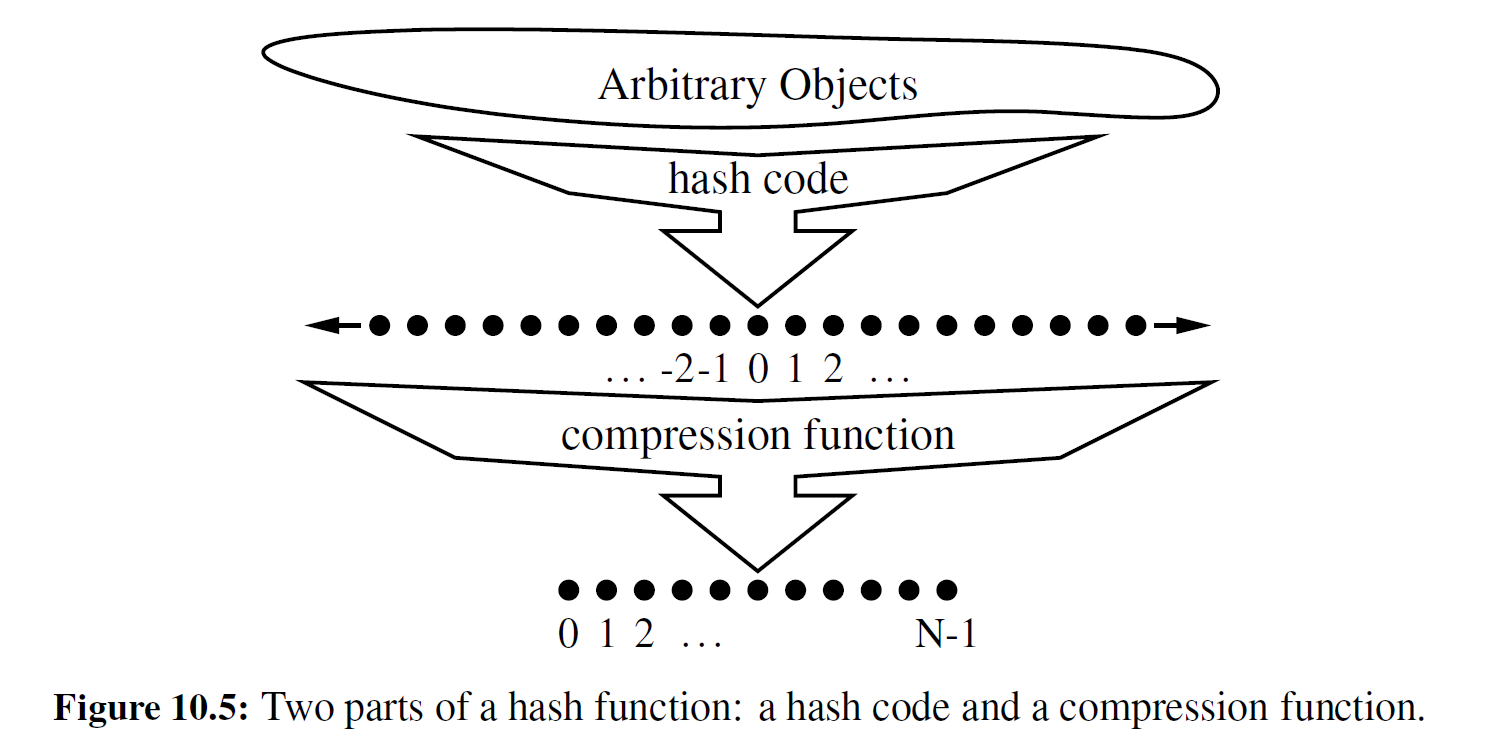 Arbitrary Objects
hash code
... -2 -1 0 1 2 ...
compression function
0 1 2 ... N-1
Figure 10.5: Two parts of a hash function: a hash code and a compression function.